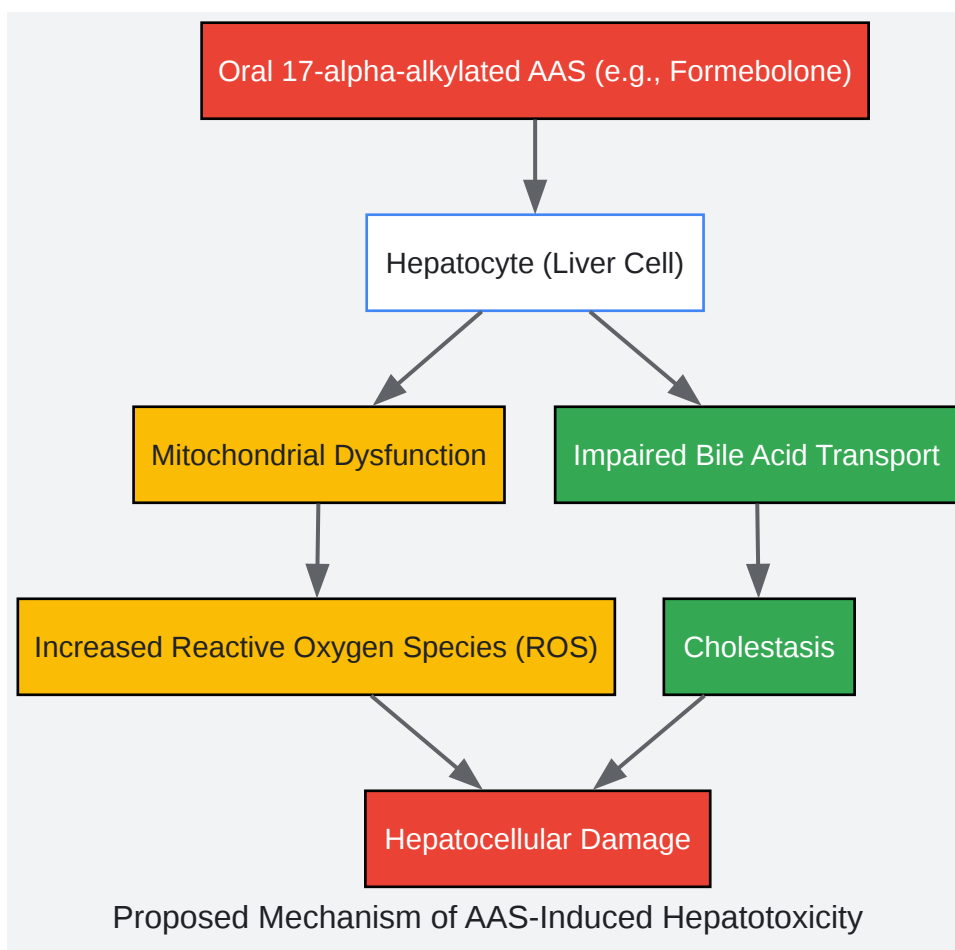 Oral 17-alpha-alkylated AAS (e.g., Formebolone)
Hepatocyte (Liver Cell)
Mitochondrial Dysfunction
Impaired Bile Acid Transport
Increased Reactive Oxygen Species (ROS)
Cholestasis
Hepatocellular Damage
Proposed Mechanism of AAS-Induced Hepatotoxicity